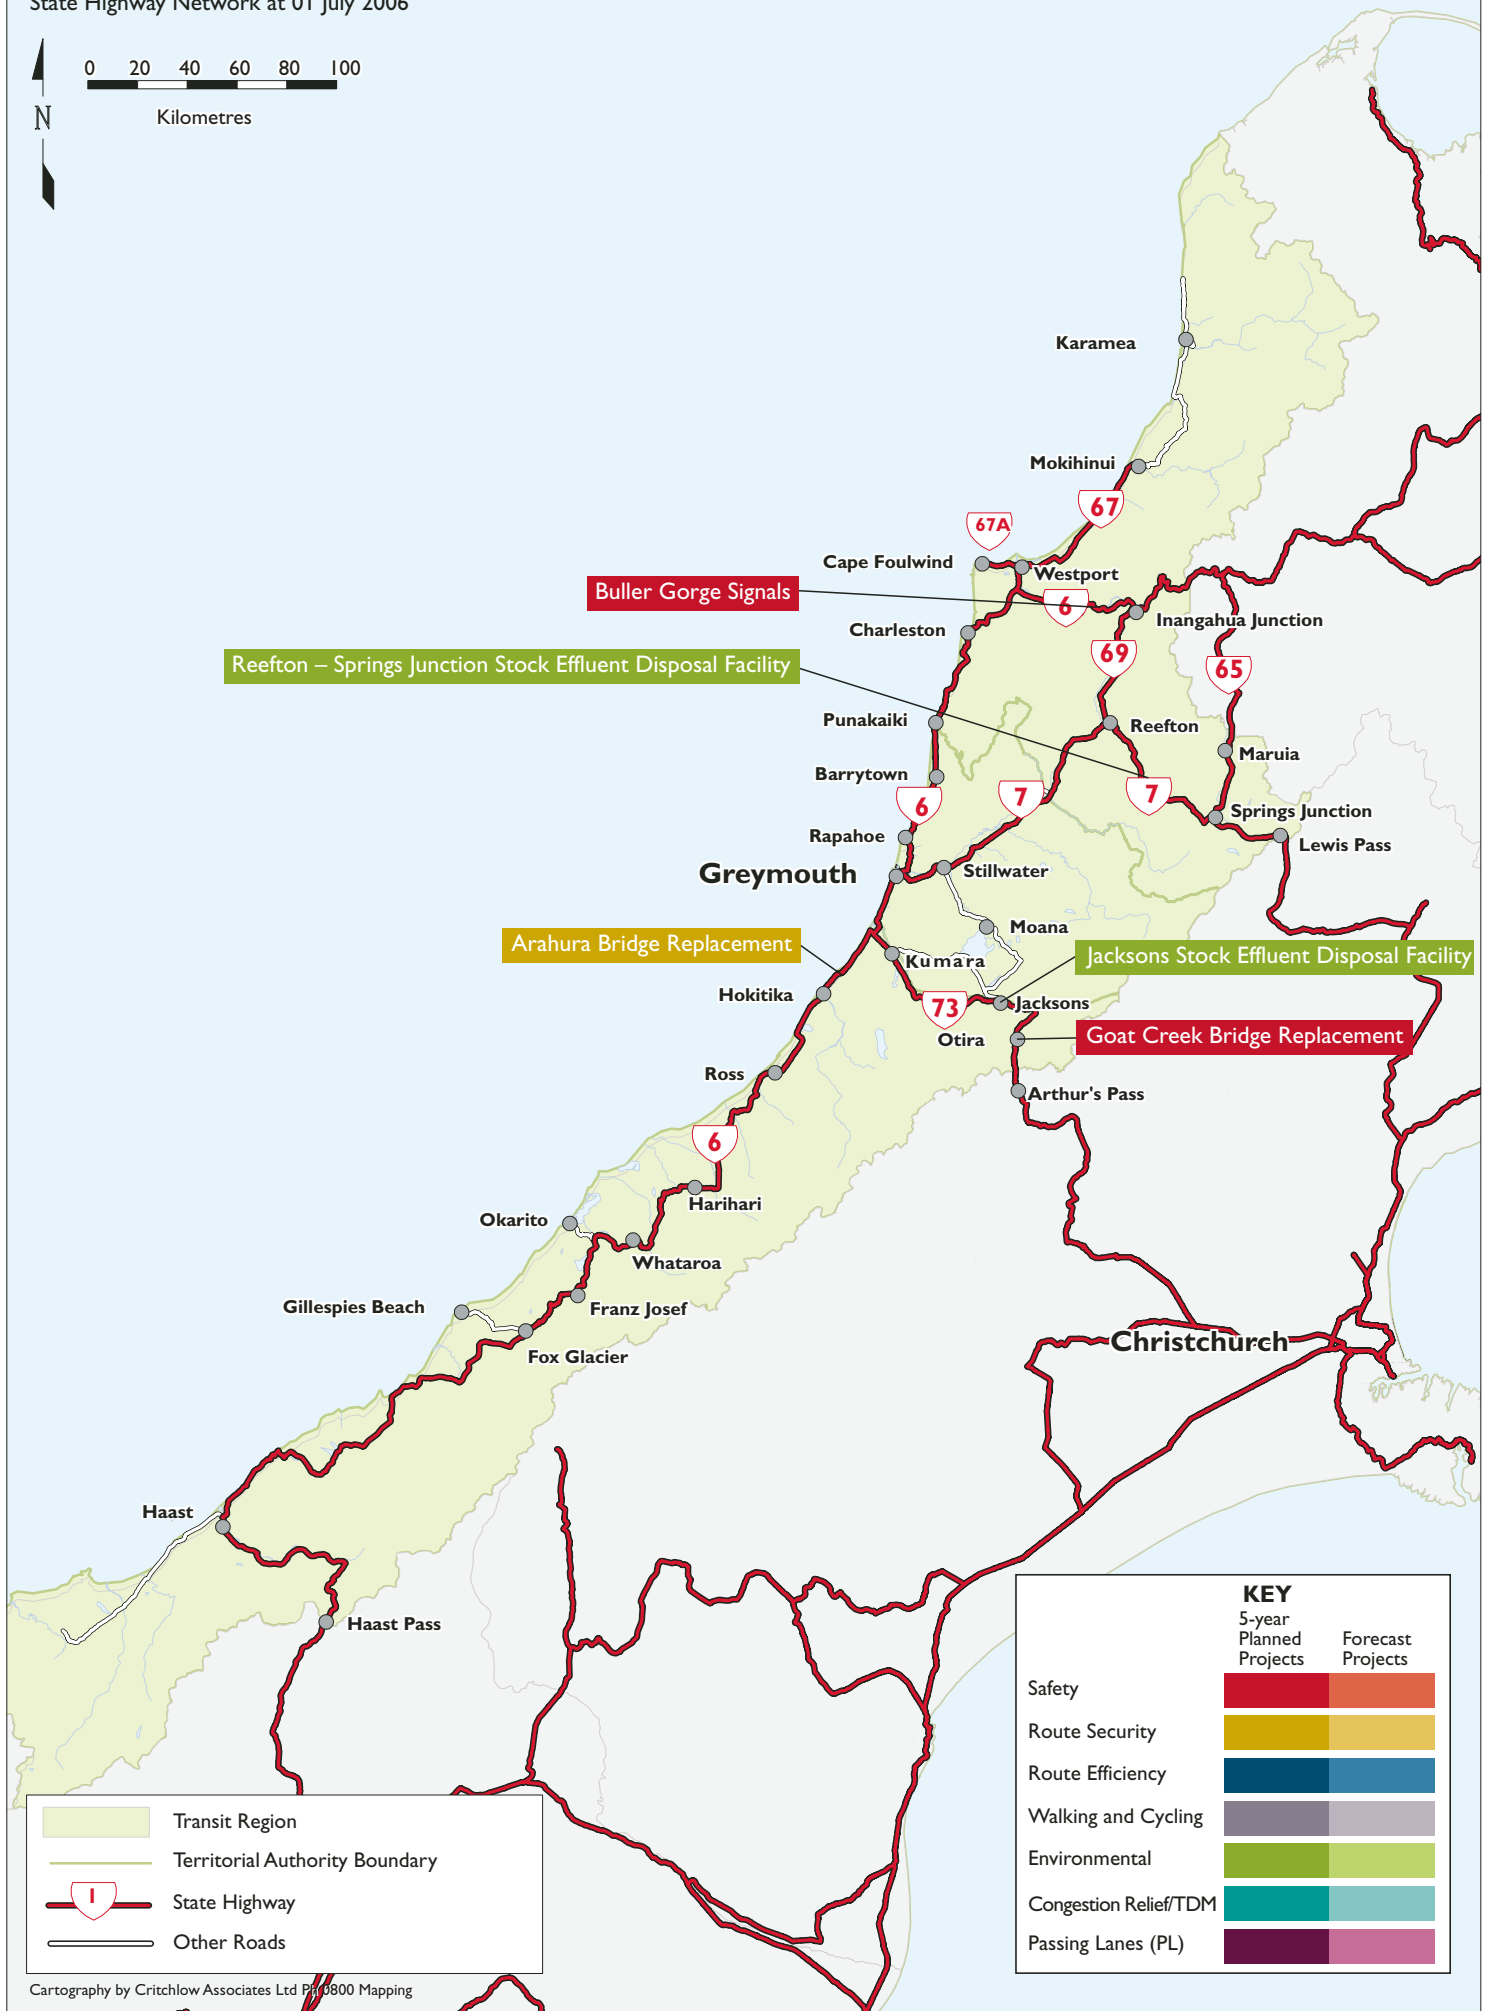 State Highway Network at 01 July 2006
0 20 40 60 80 100
N
Kilometres
Karamea
Mokihinui
67
67A
Cape Foulwind
Westport
Buller Gorge Signals
6
Inangahua Junction
Charleston
69
65
Reefton – Springs Junction Stock Effluent Disposal Facility
Punakaiki
Reefton
Maruia
Barrytown
6
7
7
Springs Junction
Rapahoe
Lewis Pass
Greymouth
Stillwater
Moana
Arahura Bridge Replacement
Kumara
Jacksons Stock Effluent Disposal Facility
Hokitika
73
Jacksons
Otira
Goat Creek Bridge Replacement
Ross
Arthur's Pass
6
Harihari
Okarito
Whataroa
Gillespies Beach
Franz Josef
Christchurch
Fox Glacier
Haast
Haast Pass
KEY
5-year
Planned
Projects
Forecast
Projects
Safety
Route Security
Route Efficiency
Walking and Cycling
Environmental
Congestion Relief/TDM
Passing Lanes (PL)
Transit Region
Territorial Authority Boundary
1
State Highway
Other Roads
Cartography by Critchlow Associates Ltd Ph 0800 Mapping